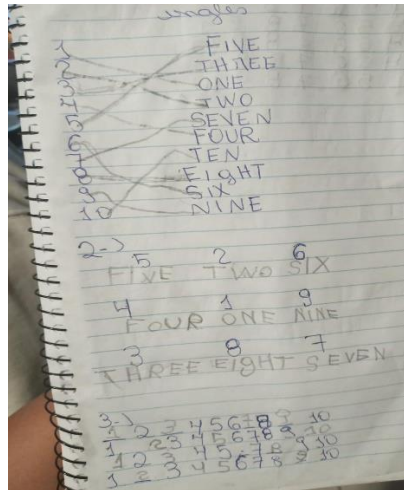 ingles
1 FIVE
2 THREE
3 ONE
4 TWO
5 SEVEN
6 FOUR
7 TEN
8 EIGHT
9 SIX
10 NINE
2-)
5 2 6
FIVE TWO SIX
4 1 9
FOUR ONE NINE
3 8 7
THREE EIGHT SEVEN
3-)
1 2 3 4 5 6 7 8 9 10
1 2 3 4 5 6 7 8 9 10
1 2 3 4 5 6 7 8 9 10
1 2 3 4 5 6 7 8 9 10